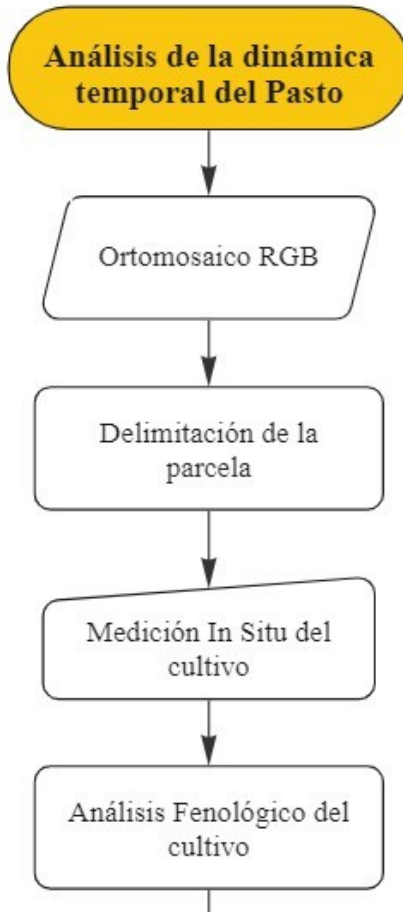 Análisis de la dinámica
temporal del Pasto
Ortomosaico RGB
Delimitación de la
parcela
Medición In Situ del
cultivo
Análisis Fenológico del
cultivo